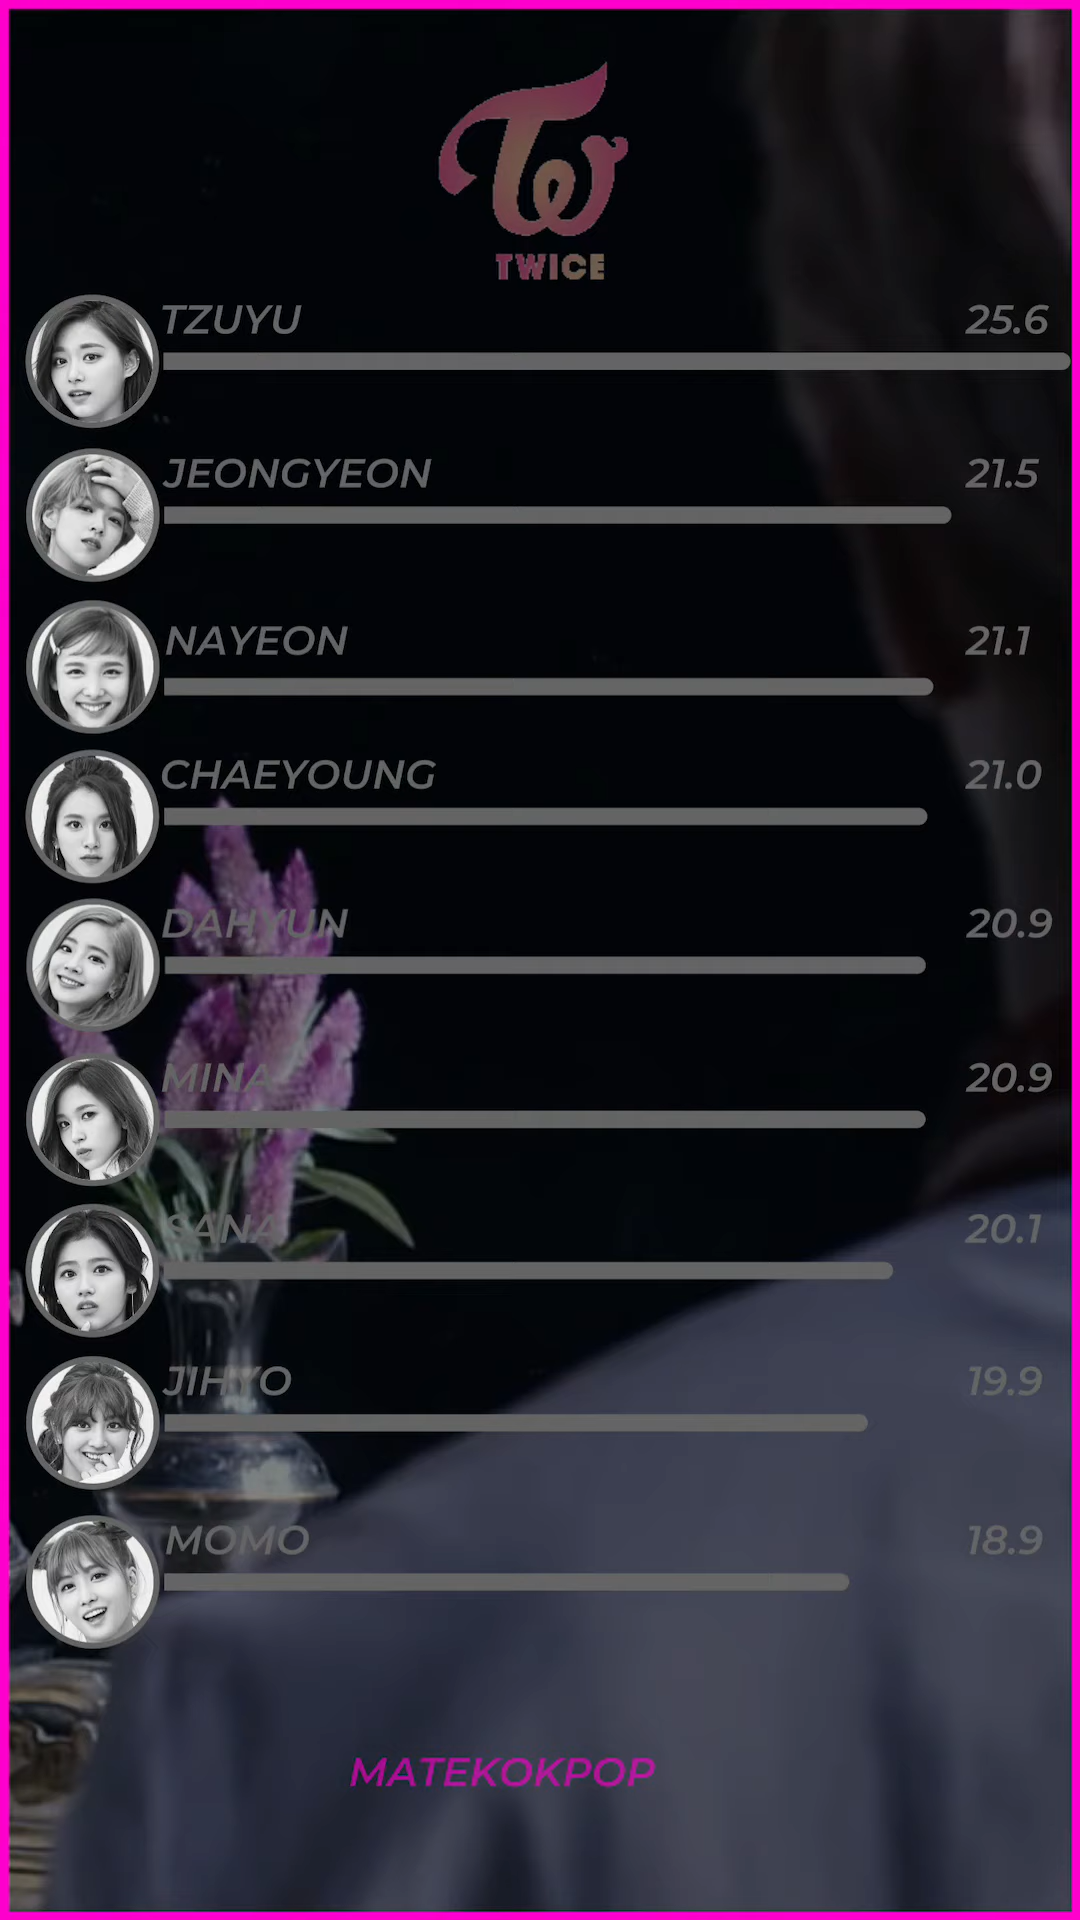 TWICE
TZUYU 25.6
JEONGYEON 21.5
NAYEON 21.1
CHAEYOUNG 21.0
DAHYUN 20.9
MINA 20.9
SANA 20.1
JIHYO 19.9
MOMO 18.9
MATEKOKPOP